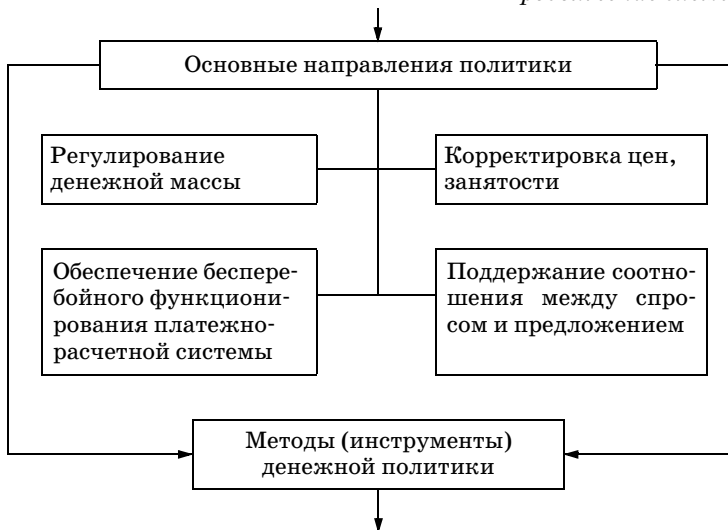 Основные направления политики
Регулирование
денежной массы
Корректировка цен,
занятости
Обеспечение беспере-
бойного функциони-
рования платежно-
расчетной системы
Поддержание соотно-
шения между спро-
сом и предложением
Методы (инструменты)
денежной политики